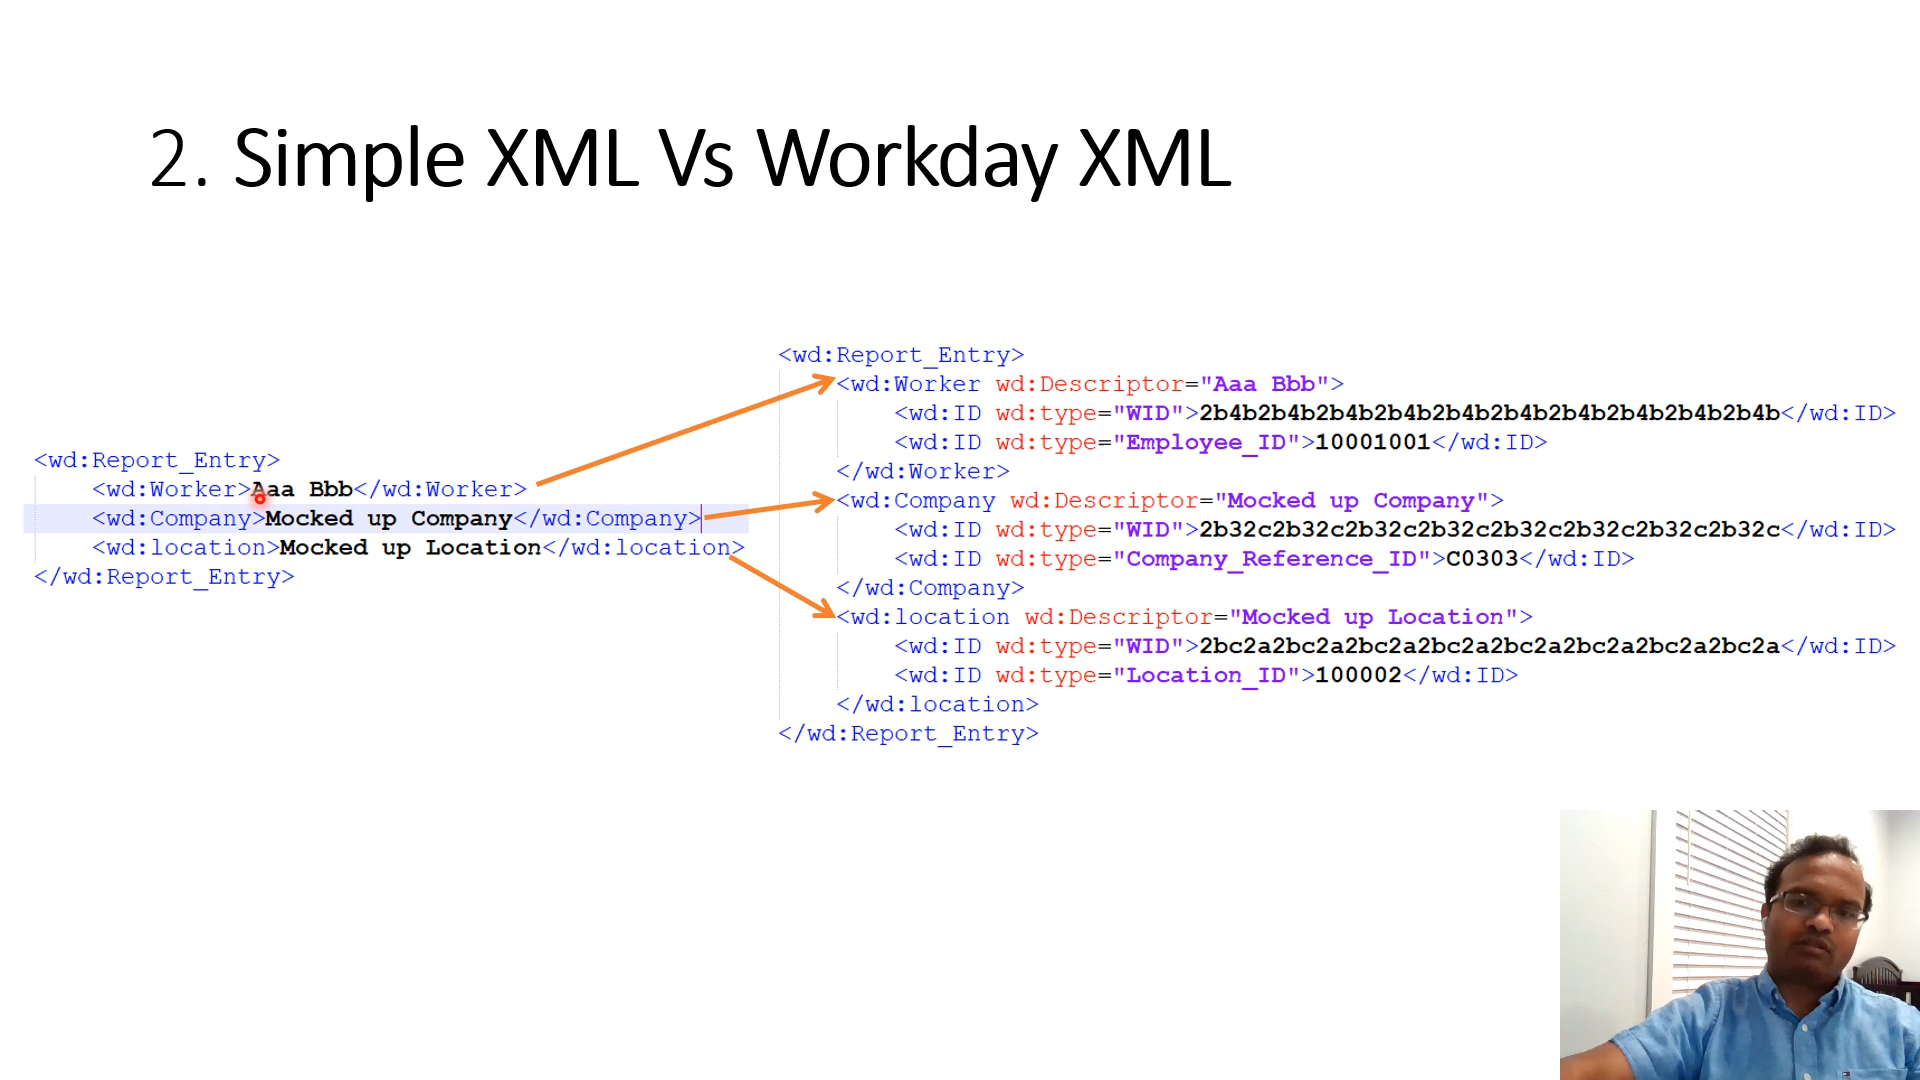 2. Simple XML Vs Workday XML
<wd:Report_Entry>
<wd:Worker>Aaa Bbb</wd:Worker>
<wd:Company>Mocked up Company</wd:Company>
<wd:location>Mocked up Location</wd:location>
</wd:Report_Entry>
<wd:Report_Entry>
<wd:Worker wd:Descriptor="Aaa Bbb">
<wd:ID wd:type="WID">2b4b2b4b2b4b2b4b2b4b2b4b2b4b2b4b2b4b2b4b</wd:ID>
<wd:ID wd:type="Employee_ID">10001001</wd:ID>
</wd:Worker>
<wd:Company wd:Descriptor="Mocked up Company">
<wd:ID wd:type="WID">2b32c2b32c2b32c2b32c2b32c2b32c2b32c2b32c</wd:ID>
<wd:ID wd:type="Company_Reference_ID">C0303</wd:ID>
</wd:Company>
<wd:location wd:Descriptor="Mocked up Location">
<wd:ID wd:type="WID">2bc2a2bc2a2bc2a2bc2a2bc2a2bc2a2bc2a2bc2a</wd:ID>
<wd:ID wd:type="Location_ID">100002</wd:ID>
</wd:location>
</wd:Report_Entry>